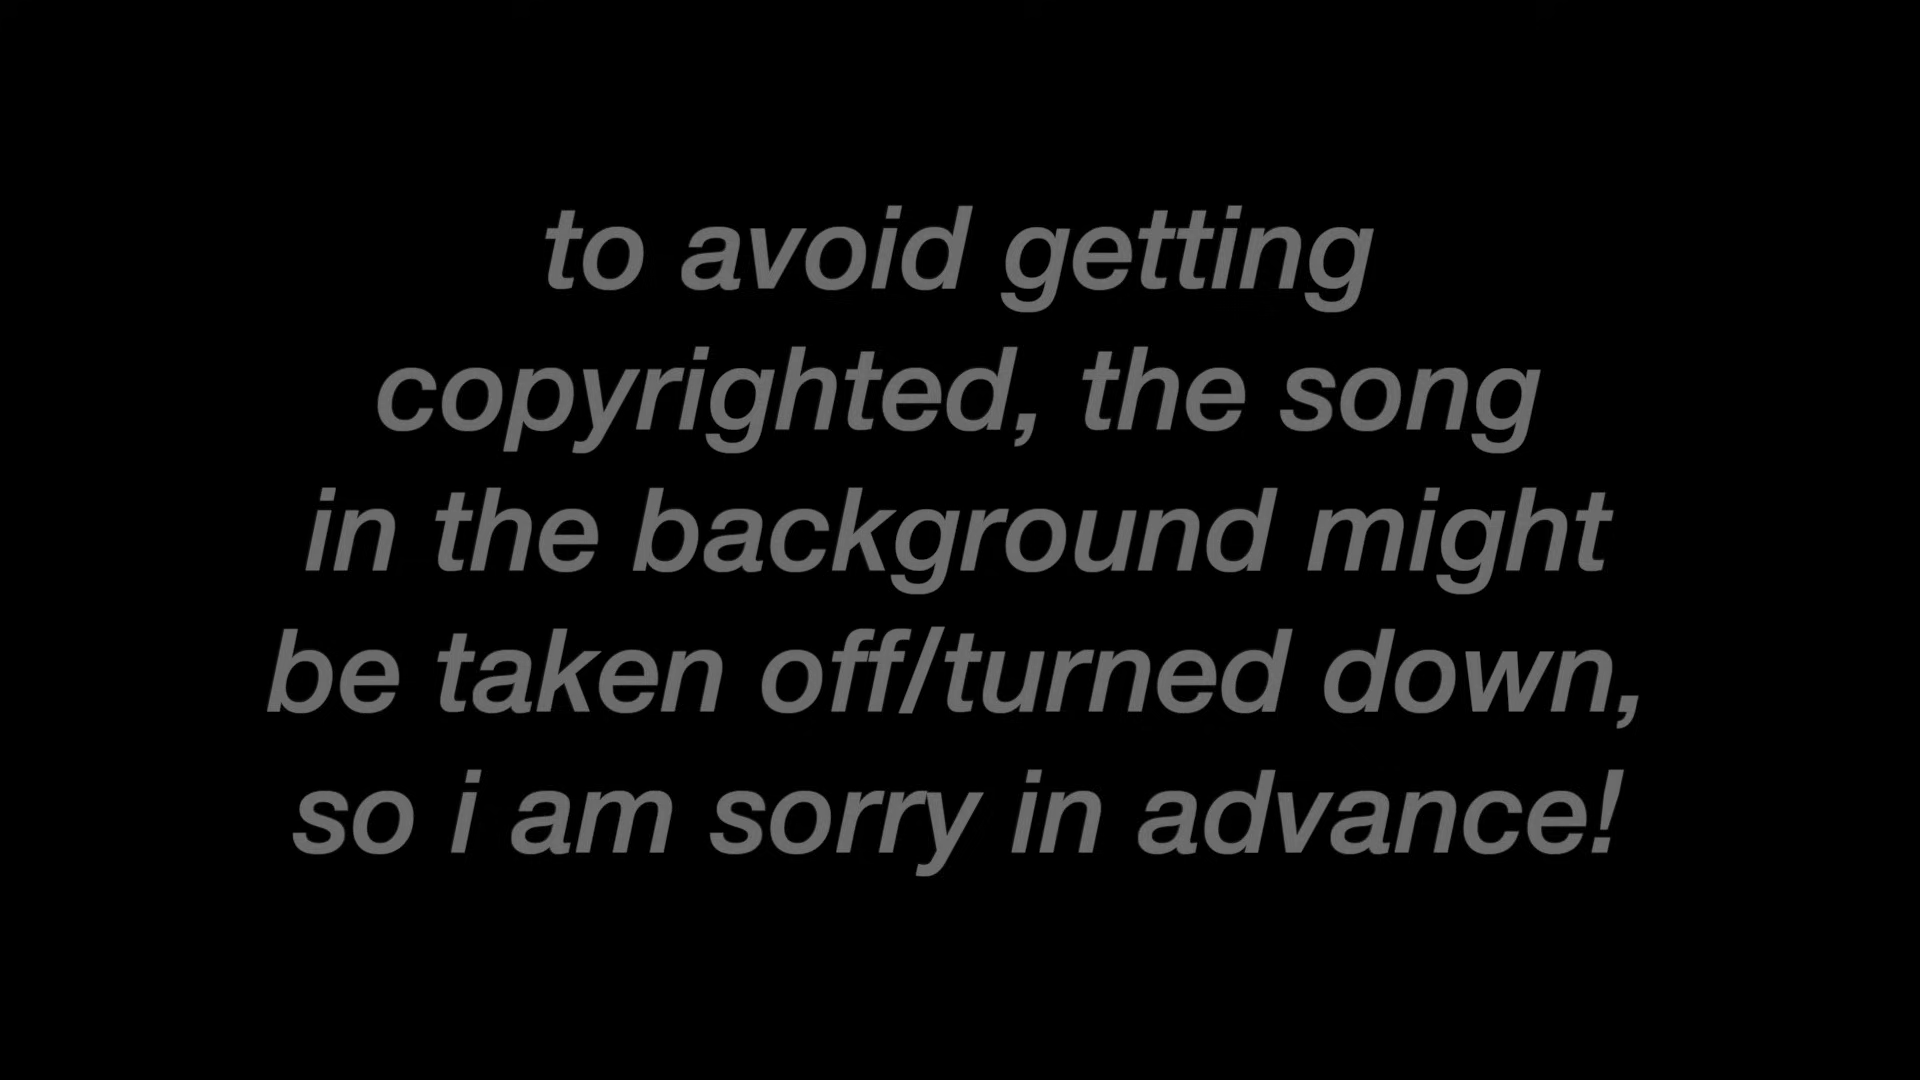 to avoid getting
copyrighted, the song
in the background might
be taken off/turned down,
so i am sorry in advance!